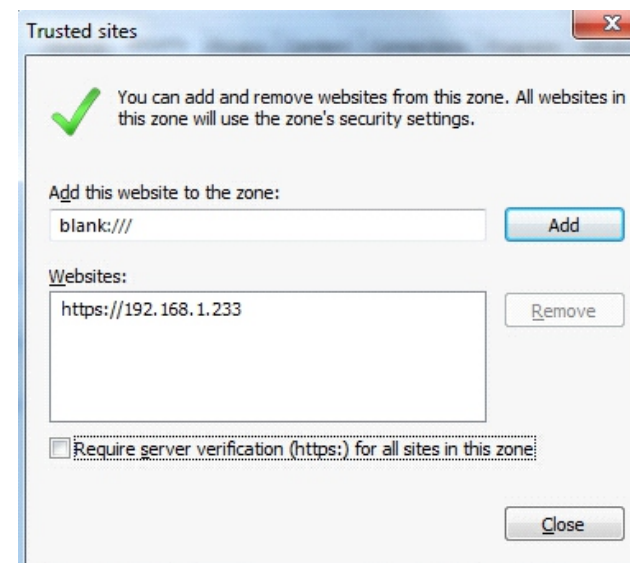 Trusted sites
You can add and remove websites from this zone. All websites in
this zone will use the zone's security settings.
Add this website to the zone:
blank:///
Add
Websites:
https://192.168.1.233
Remove
Require server verification (https:) for all sites in this zone
Close